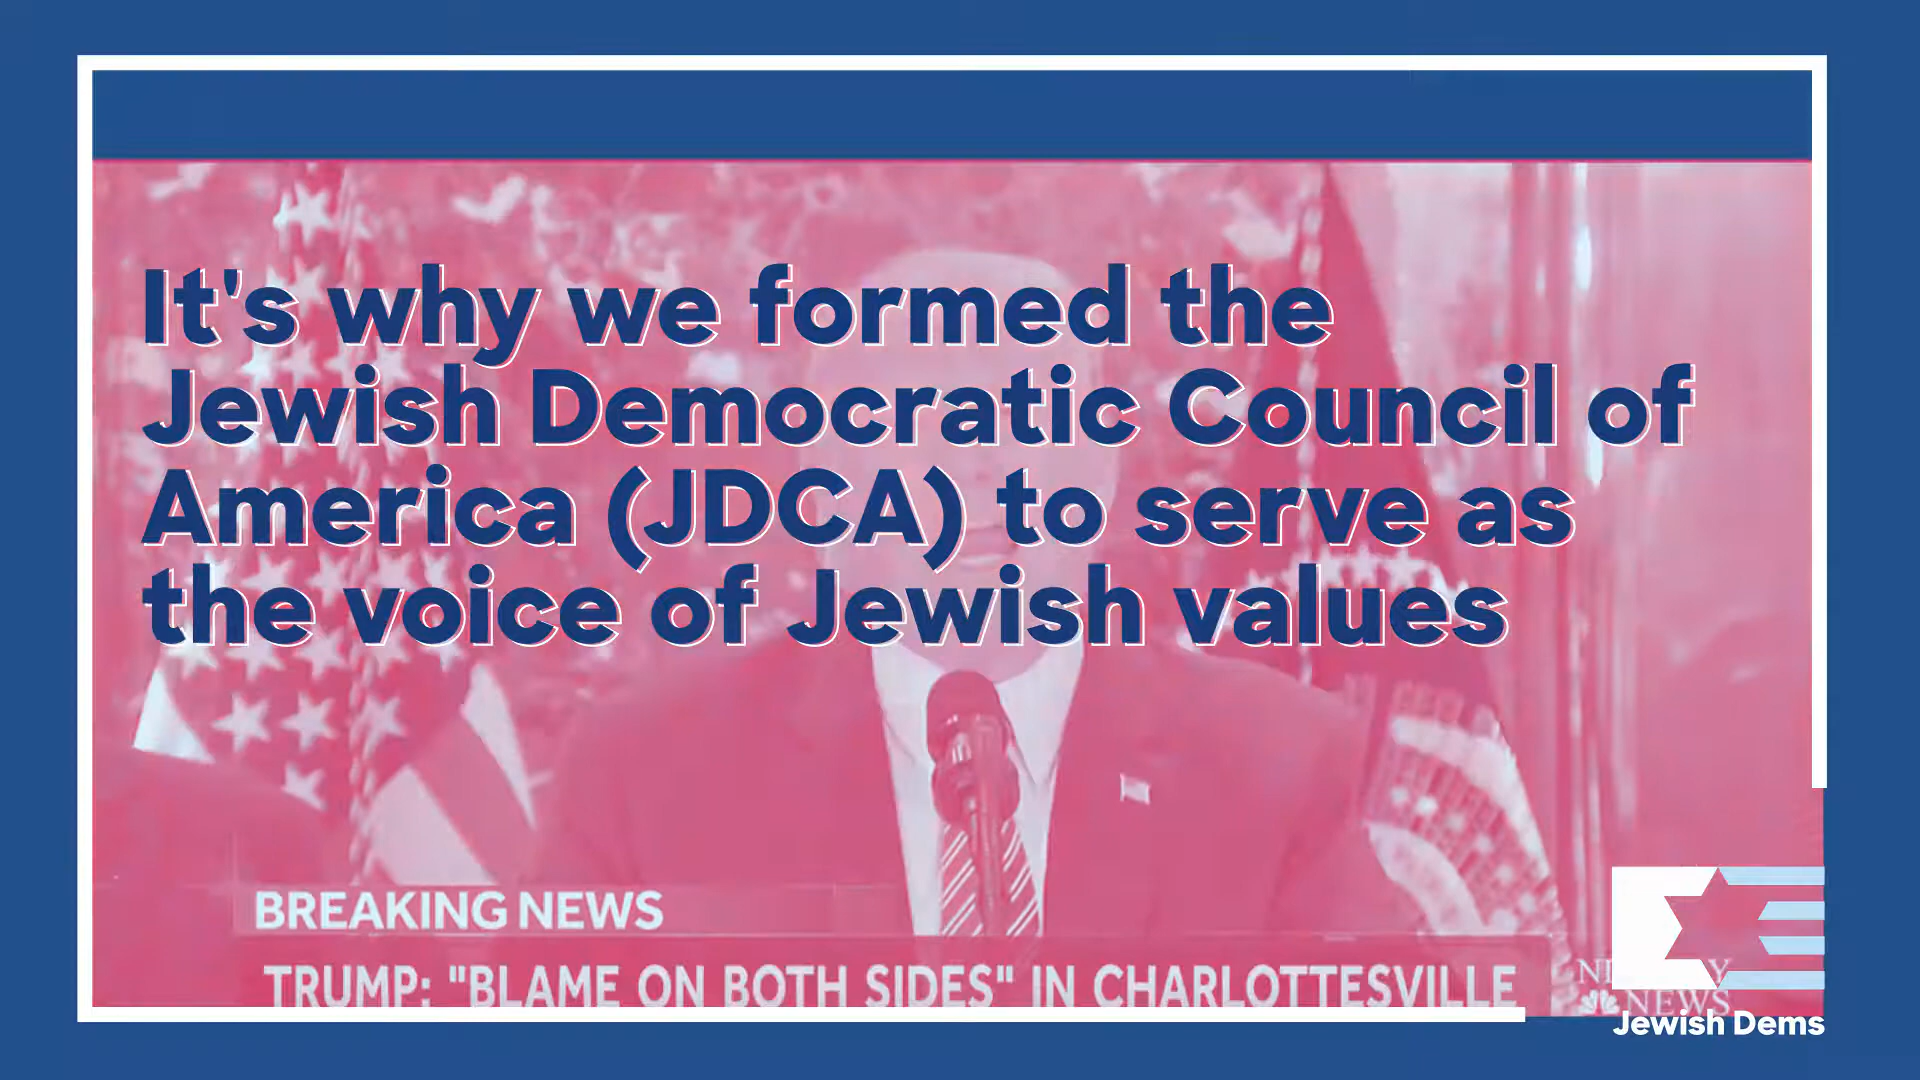 It's why we formed the
Jewish Democratic Council of
America (JDCA) to serve as
the voice of Jewish values
BREAKING NEWS
TRUMP: "BLAME ON BOTH SIDES" IN CHARLOTTESVILLE
NEWS
Jewish Dems